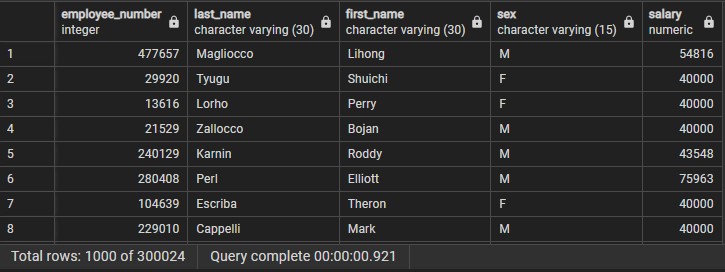 employee_number last_name first_name sex salary
integer character varying (30) character varying (30) character varying (15) numeric
1 477657 Magliocco Lihong M 54816
2 29920 Tyugu Shuichi F 40000
3 13616 Lorho Perry F 40000
4 21529 Zallocco Bojan M 40000
5 240129 Karnin Roddy M 43548
6 280408 Perl Elliott M 75963
7 104639 Escriba Theron F 40000
8 229010 Cappelli Mark M 40000
Total rows: 1000 of 300024 Query complete 00:00:00.921